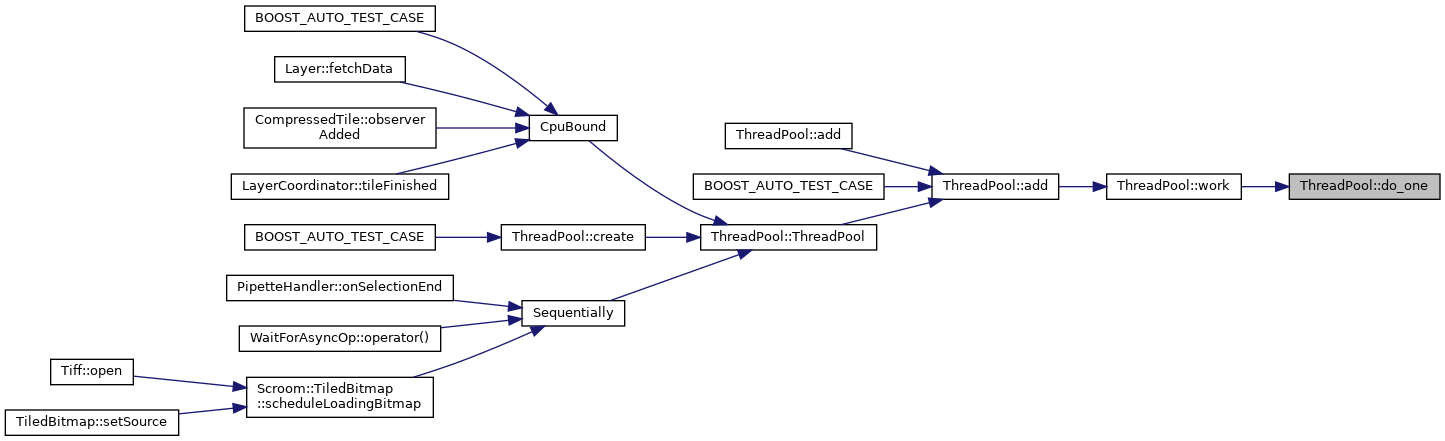 BOOST_AUTO_TEST_CASE
Layer::fetchData
CompressedTile::observer
Added
LayerCoordinator::tileFinished
CpuBound
BOOST_AUTO_TEST_CASE
ThreadPool::create
PipetteHandler::onSelectionEnd
WaitForAsyncOp::operator()
Sequentially
Tiff::open
TiledBitmap::setSource
Scroom::TiledBitmap
::scheduleLoadingBitmap
ThreadPool::add
BOOST_AUTO_TEST_CASE
ThreadPool::ThreadPool
ThreadPool::add
ThreadPool::work
ThreadPool::do_one